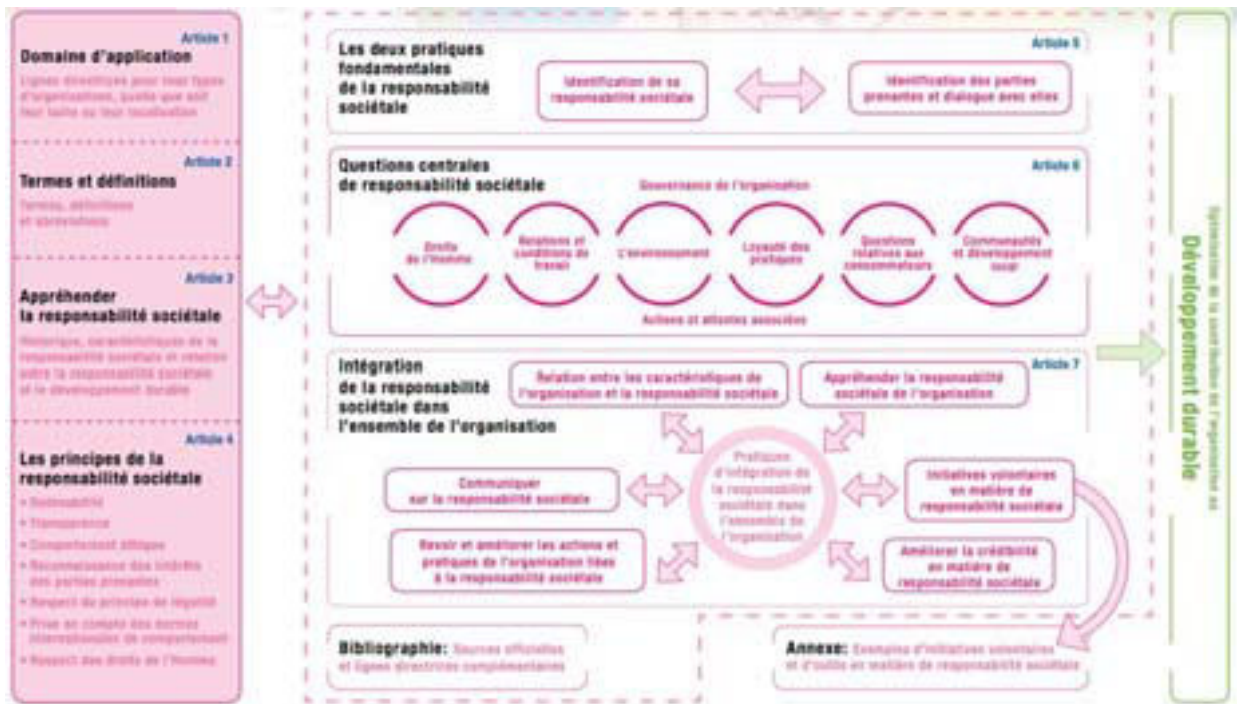 Article 1
Domaine d'application
Lignes directrices pour tout type
d'organisations, quelle que soit
leur taille ou leur localisation
Article 2
Termes et définitions
Termes, définitions
et abréviations
Article 3
Appréhender
la responsabilité sociétale
Historique, caractéristiques de la
responsabilité sociétale et relation
entre la responsabilité sociétale
et le développement durable
Article 4
Les principes de la
responsabilité sociétale
• Redevabilité
• Transparence
• Comportement éthique
• Reconnaissance des intérêts
des parties prenantes
• Respect du principe de légalité
• Prise en compte des normes
internationales de comportement
• Respect des droits de l'Homme
Article 5
Les deux pratiques
fondamentales
de la responsabilité
sociétale
Identification de sa
responsabilité sociétale
Identification des parties
prenantes et dialogue avec elles
Article 6
Questions centrales
de responsabilité sociétale
Gouvernance de l'organisation
Droits
de l'Homme
Relations et
conditions de
travail
L'environnement
Loyauté des
pratiques
Questions
relatives aux
consommateurs
Communautés
et développement
local
Actions et attentes associées
Article 7
Intégration
de la responsabilité
sociétale dans
l'ensemble de l'organisation
Relation entre les caractéristiques de
l'organisation et la responsabilité sociétale
Appréhender la responsabilité
sociétale de l'organisation
Pratiques
d'intégration de
la responsabilité
sociétale dans
l'ensemble de
l'organisation
Communiquer
sur la responsabilité sociétale
Initiatives volontaires
en matière de
responsabilité sociétale
Revoir et améliorer les actions et
pratiques de l'organisation liées
à la responsabilité sociétale
Améliorer la crédibilité
en matière de
responsabilité sociétale
Bibliographie: Sources officielles
et lignes directrices complémentaires
Annexe: Exemples d'initiatives volontaires
et d'outils en matière de responsabilité sociétale
Développement durable
de la contribution de l'organisation au